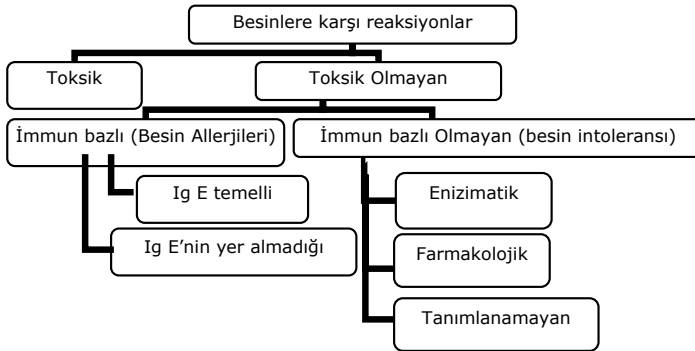 Besinlere karşı reaksiyonlar
Toksik
Toksik Olmayan
İmmun bazlı (Besin Allerjileri)
İmmun bazlı Olmayan (besin intoleransı)
Ig E temelli
Enizimatik
Ig E’nin yer almadığı
Farmakolojik
Tanımlanamayan